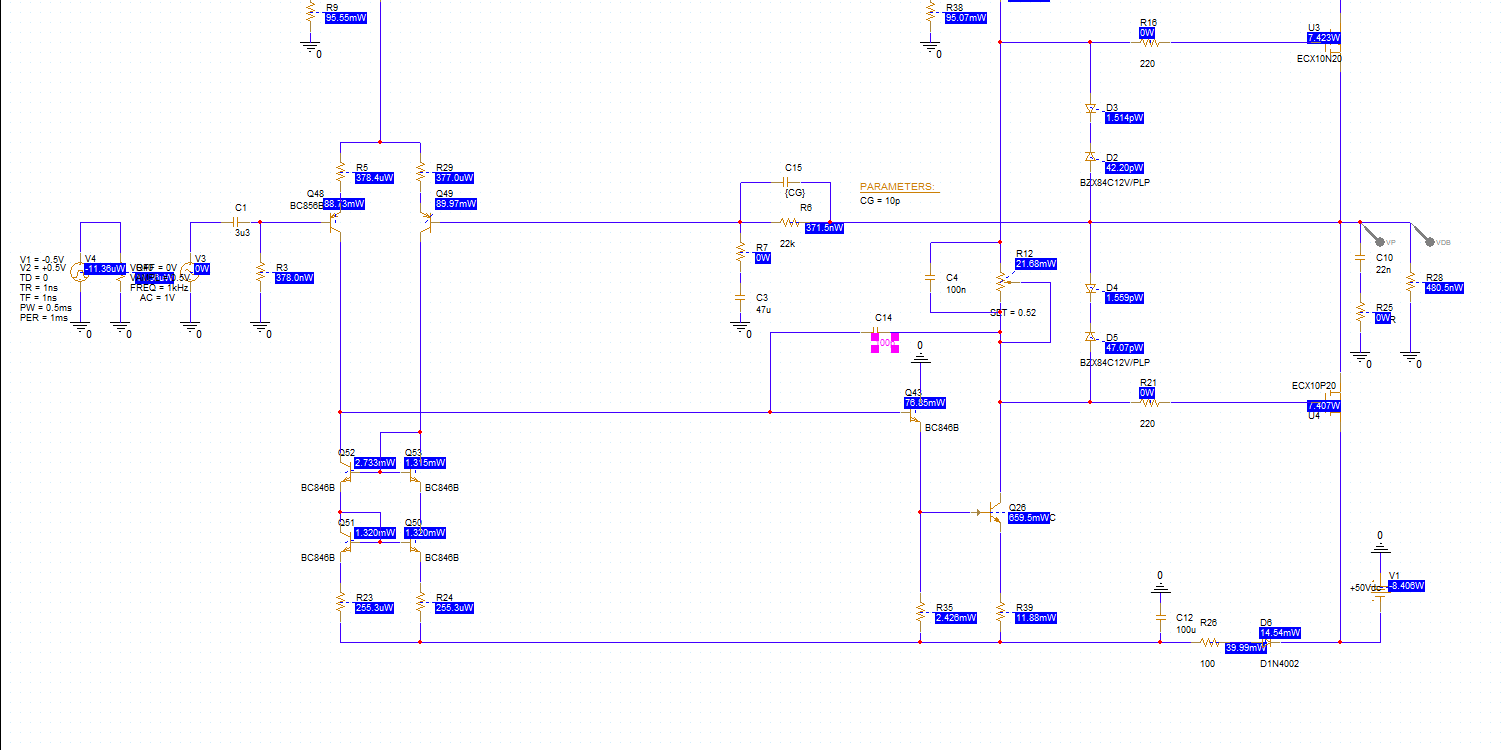 R9
95.55mW
0
R38
95.07mW
0
R16
0W
220
U3
7.423W
ECX10N20
D3
1.514pW
D2
42.20pW
BZX84C12V/PLP
R5
378.4uW
R29
377.0uW
Q48
88.73mW
Q49
89.97mW
C15
{CG}
PARAMETERS:
CG = 10p
R6
371.5nW
22k
C1
3u3
V1 = -0.5V
V2 = +0.5V
TD = 0
TR = 1ns
TF = 1ns
PW = 0.5ms
PER = 1ms
V4
-11.36uW
FREQ = 1kHz
AC = 1V
V3
0W
R3
378.0nW
0
0
0
0
R7
0W
C3
47u
0
C4
100n
R12
21.68mW
SET = 0.52
D4
1.559pW
D5
47.07pW
BZX84C12V/PLP
VP
VDB
C10
22n
R25
0W
R28
480.5nW
0
0
C14
0
R21
0W
220
ECX10P20
7.407W
U4
Q43
76.85mW
BC846B
Q52
2.733mW
BC846B
Q53
1.315mW
BC846B
Q51
1.320mW
BC846B
Q50
1.320mW
BC846B
Q26
659.5mW
R23
255.3uW
R24
255.3uW
R35
2.426mW
R39
11.88mW
0
C12
100u
R26
39.99mW
100
D6
14.54mW
D1N4002
0
V1
-8.406W
+50Vdc